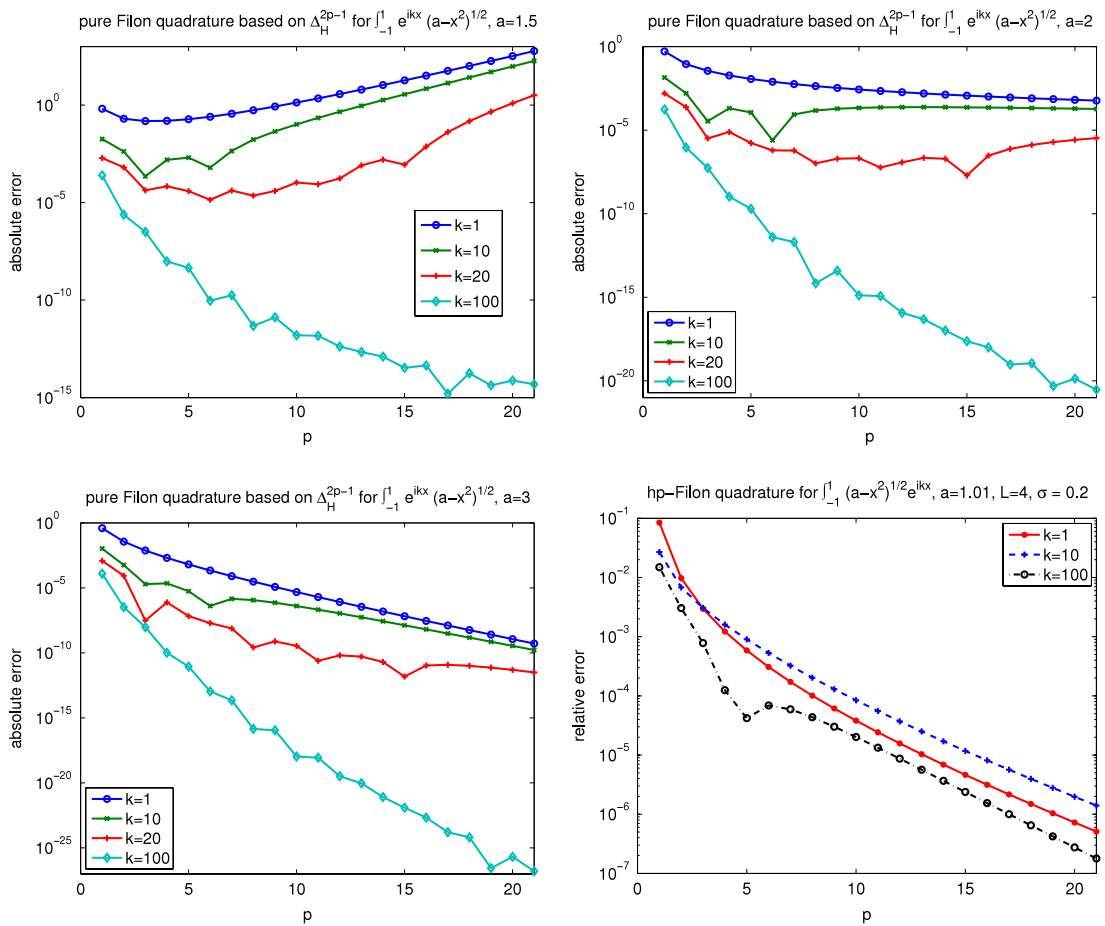 pure Filon quadrature based on Δ_H^{2p-1} for ∫_{-1}^{1} e^{ikx} (a-x^2)^{1/2}, a=1.5
10^0
10^{-5}
10^{-10}
10^{-15}
absolute error
0 5 10 15 20
p
k=1
k=10
k=20
k=100
pure Filon quadrature based on Δ_H^{2p-1} for ∫_{-1}^{1} e^{ikx} (a-x^2)^{1/2}, a=2
10^0
10^{-5}
10^{-10}
10^{-15}
10^{-20}
absolute error
0 5 10 15 20
p
k=1
k=10
k=20
k=100
pure Filon quadrature based on Δ_H^{2p-1} for ∫_{-1}^{1} e^{ikx} (a-x^2)^{1/2}, a=3
10^0
10^{-5}
10^{-10}
10^{-15}
10^{-20}
10^{-25}
absolute error
0 5 10 15 20
p
k=1
k=10
k=20
k=100
hp-Filon quadrature for ∫_{-1}^{1} (a-x^2)^{1/2}e^{ikx}, a=1.01, L=4, σ = 0.2
10^{-1}
10^{-2}
10^{-3}
10^{-4}
10^{-5}
10^{-6}
10^{-7}
relative error
0 5 10 15 20
p
k=1
k=10
k=100